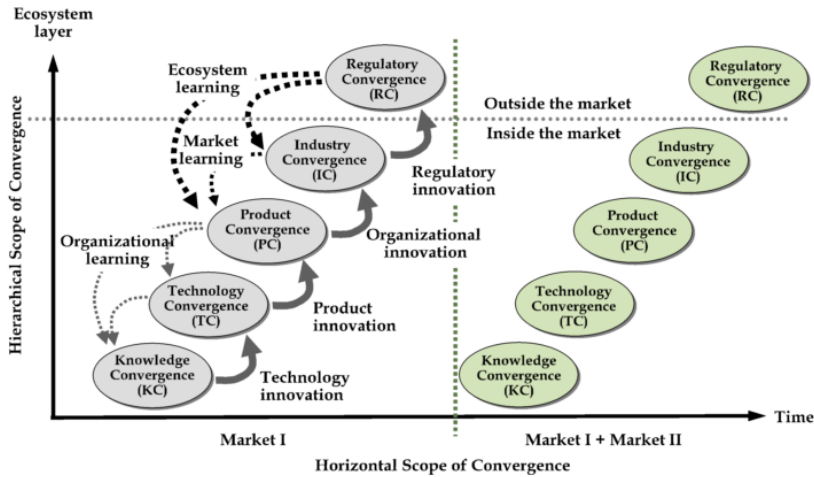 Ecosystem
layer
Hierarchical Scope of Convergence
Regulatory
Convergence
(RC)
Ecosystem
learning
Regulatory
Convergence
(RC)
Outside the market
Inside the market
Market
learning
Industry
Convergence
(IC)
Industry
Convergence
(IC)
Regulatory
innovation
Product
Convergence
(PC)
Product
Convergence
(PC)
Organizational
learning
Organizational
innovation
Technology
Convergence
(TC)
Technology
Convergence
(TC)
Product
innovation
Knowledge
Convergence
(KC)
Knowledge
Convergence
(KC)
Technology
innovation
Time
Market I
Market I + Market II
Horizontal Scope of Convergence